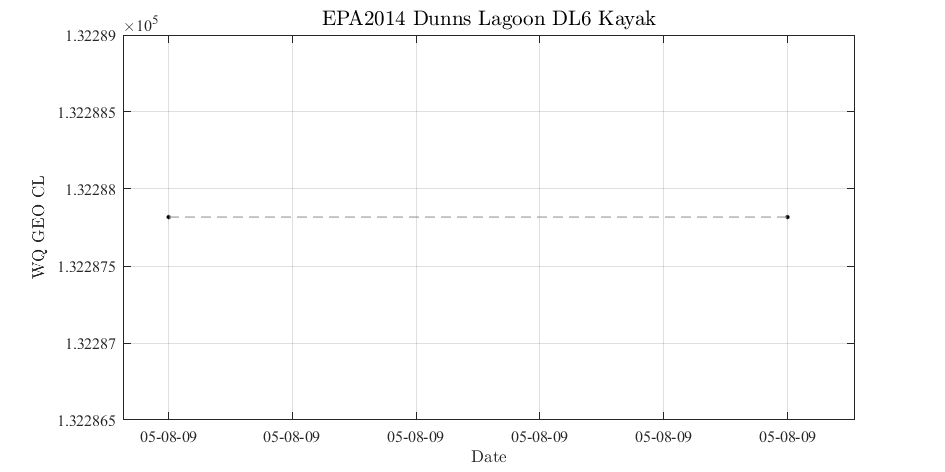 EPA2014 Dunns Lagoon DL6 Kayak
×10⁵
1.32289
1.322885
1.32288
1.322875
1.32287
1.322865
WQ GEO CL
05-08-09 05-08-09 05-08-09 05-08-09 05-08-09 05-08-09
Date